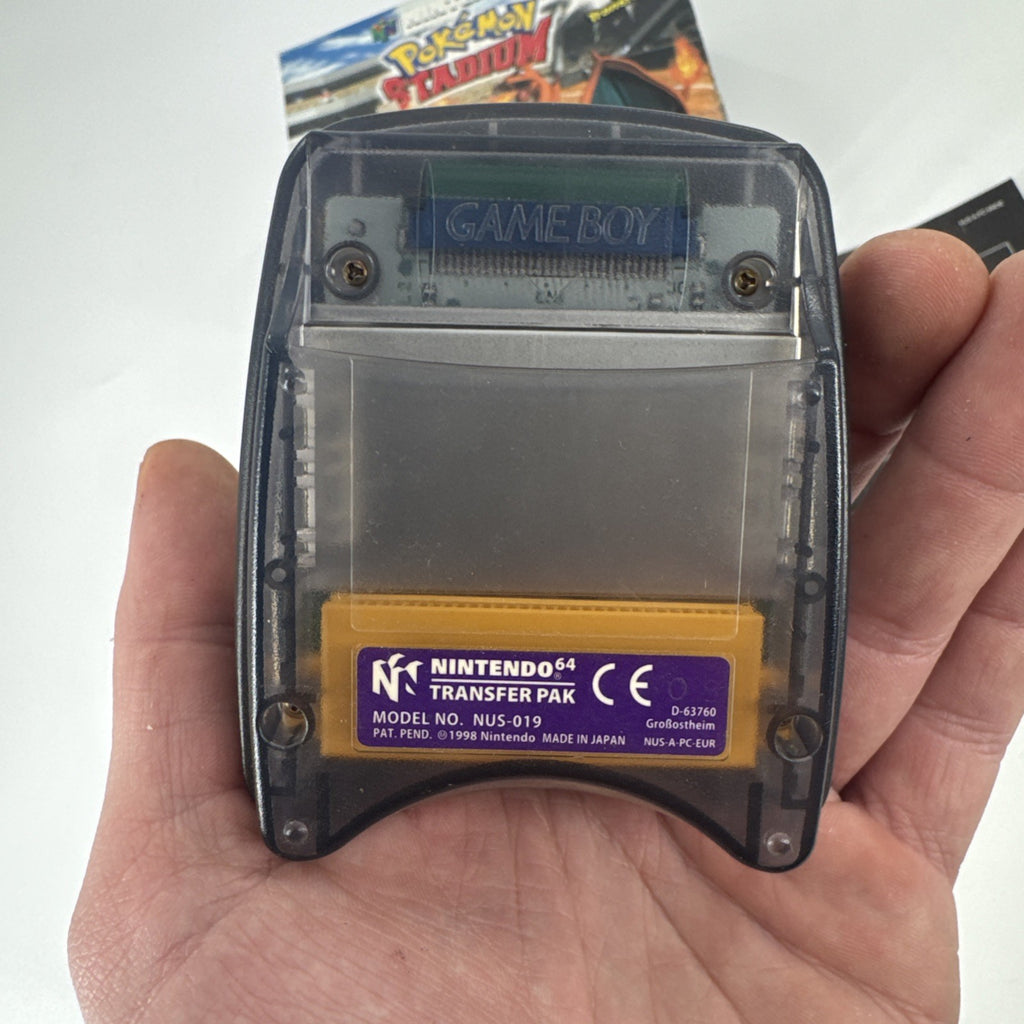 POKéMON
STADIUM
GAME BOY
NINTENDO⁶⁴®
TRANSFER PAK
CE
MODEL NO. NUS-019
D-63760
Großostheim
PAT. PEND. ©1998 Nintendo MADE IN JAPAN NUS-A-PC-EUR